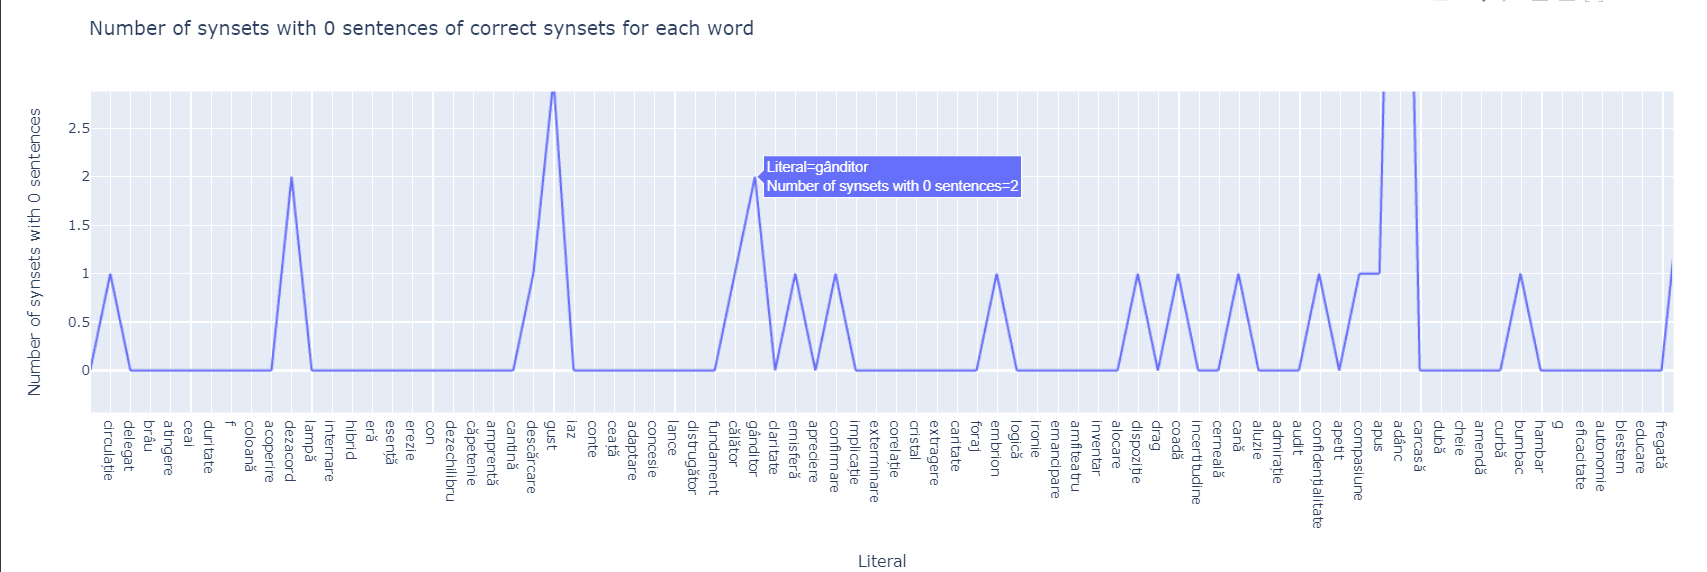 Number of synsets with 0 sentences of correct synsets for each word
Number of synsets with 0 sentences
2.5
2
1.5
1
0.5
0
Literal=gânditor
Number of synsets with 0 sentences=2
circulație
delegat
brâu
atingere
ceai
duritate
f
coloană
acoperire
dezacord
lampă
internare
hibrid
eră
esență
erezie
con
dezechilibru
căpetenie
amprentă
cantină
descărcare
gust
iaz
conte
ceață
adaptare
concesie
lance
distrugător
fundament
călător
gânditor
claritate
emisferă
apreciere
confirmare
implicație
exterminare
corelație
cristal
extragere
caritate
foraj
embrion
logică
ironie
emancipare
amfiteatru
inventar
alocare
dispoziție
drag
coadă
incertitudine
cerneală
cană
aluzie
admirație
audit
confidențialitate
apetit
compasiune
apus
adânc
carcasă
dubă
cheie
amendă
curbă
bumbac
hambar
g
eficacitate
autonomie
blestem
educare
fregată
Literal